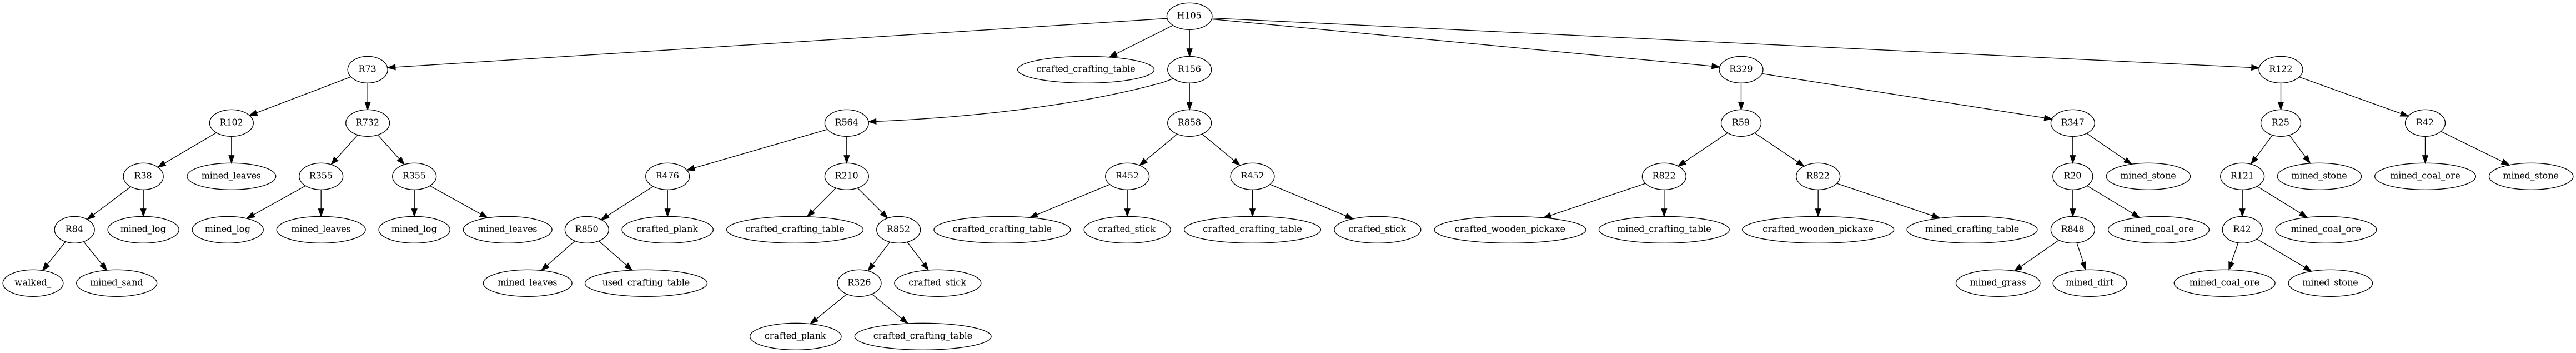 H105
R73
crafted_crafting_table
R156
R329
R122
R102
R732
R564
R858
R59
R347
R25
R42
R38
mined_leaves
R355
R355
R476
R210
R452
R452
R822
R822
R20
mined_stone
R121
mined_stone
mined_coal_ore
mined_stone
R84
mined_log
mined_log
mined_leaves
mined_log
mined_leaves
R850
crafted_plank
crafted_crafting_table
R852
crafted_crafting_table
crafted_stick
crafted_crafting_table
crafted_stick
crafted_wooden_pickaxe
mined_crafting_table
crafted_wooden_pickaxe
mined_crafting_table
R848
mined_coal_ore
R42
mined_coal_ore
walked_
mined_sand
mined_leaves
used_crafting_table
R326
crafted_stick
mined_grass
mined_dirt
mined_coal_ore
mined_stone
crafted_plank
crafted_crafting_table